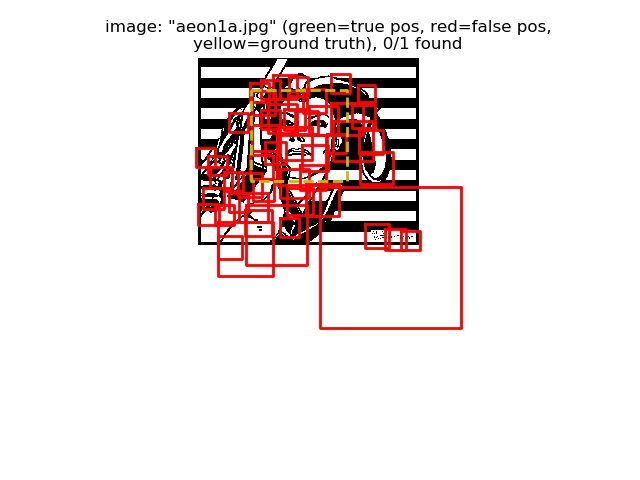 image: "aeon1a.jpg" (green=true pos, red=false pos,
yellow=ground truth), 0/1 found